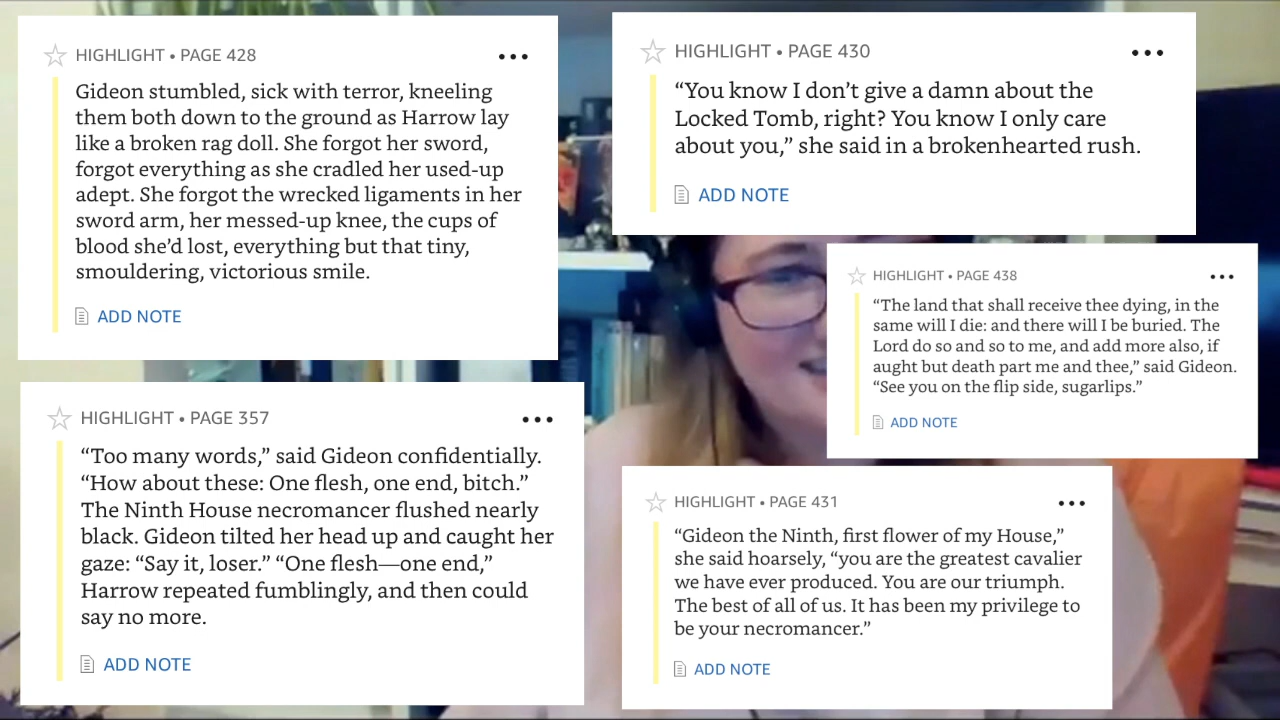 HIGHLIGHT • PAGE 428
Gideon stumbled, sick with terror, kneeling
them both down to the ground as Harrow lay
like a broken rag doll. She forgot her sword,
forgot everything as she cradled her used-up
adept. She forgot the wrecked ligaments in her
sword arm, her messed-up knee, the cups of
blood she’d lost, everything but that tiny,
smouldering, victorious smile.
ADD NOTE
HIGHLIGHT • PAGE 430
“You know I don’t give a damn about the
Locked Tomb, right? You know I only care
about you,” she said in a brokenhearted rush.
ADD NOTE
HIGHLIGHT • PAGE 438
“The land that shall receive thee dying, in the
same will I die: and there will I be buried. The
Lord do so and so to me, and add more also, if
aught but death part me and thee,” said Gideon.
“See you on the flip side, sugarlips.”
ADD NOTE
HIGHLIGHT • PAGE 357
“Too many words,” said Gideon confidentially.
“How about these: One flesh, one end, bitch.”
The Ninth House necromancer flushed nearly
black. Gideon tilted her head up and caught her
gaze: “Say it, loser.” “One flesh—one end,”
Harrow repeated fumblingly, and then could
say no more.
ADD NOTE
HIGHLIGHT • PAGE 431
“Gideon the Ninth, first flower of my House,”
she said hoarsely, “you are the greatest cavalier
we have ever produced. You are our triumph.
The best of all of us. It has been my privilege to
be your necromancer.”
ADD NOTE